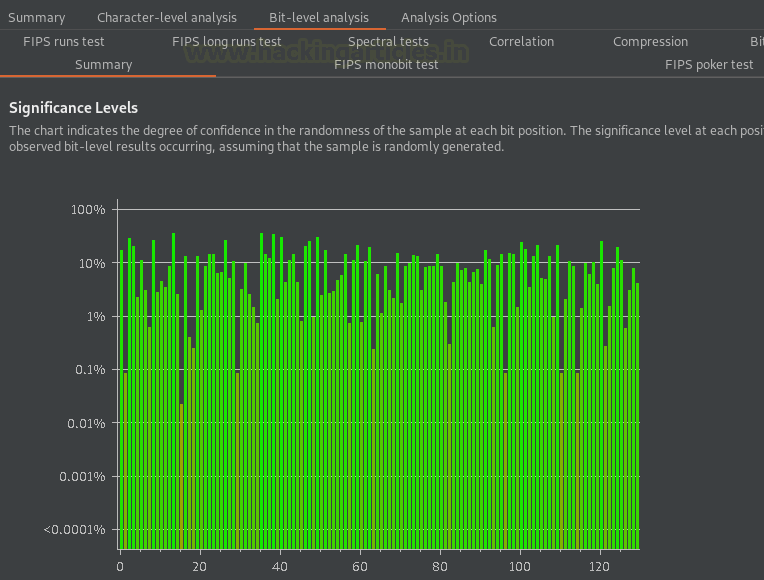 Summary Character-level analysis Bit-level analysis Analysis Options
FIPS runs test FIPS long runs test Spectral tests Correlation Compression Bit
www.hackingarticles.in
Summary FIPS monobit test FIPS poker test
Significance Levels
The chart indicates the degree of confidence in the randomness of the sample at each bit position. The significance level at each posi
observed bit-level results occurring, assuming that the sample is randomly generated.
100%
10%
1%
0.1%
0.01%
0.001%
<0.0001%
0 20 40 60 80 100 120